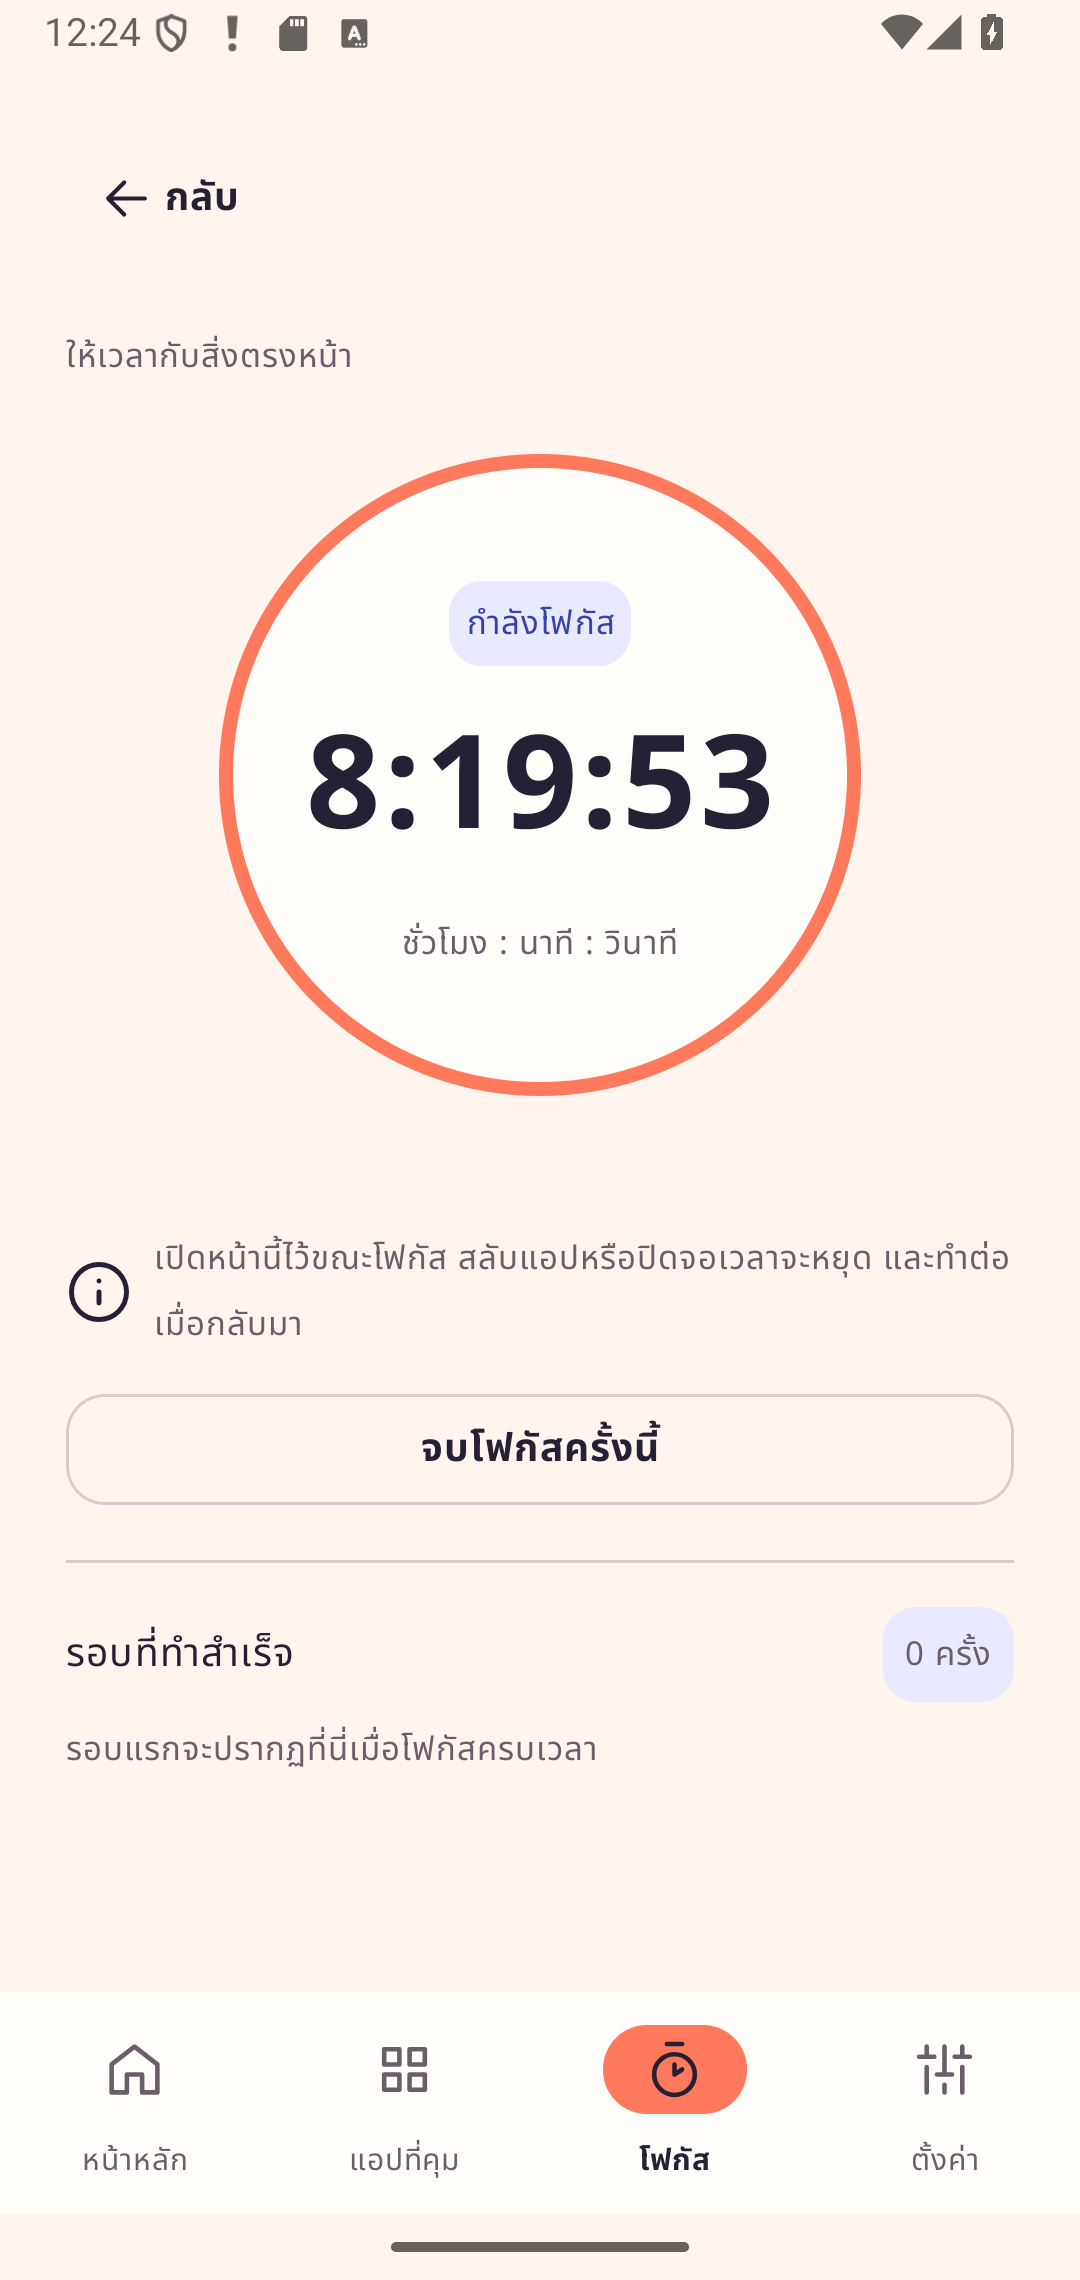 12:24
กลับ
ให้เวลากับสิ่งตรงหน้า
กำลังโฟกัส
8:19:53
ชั่วโมง : นาที : วินาที
เปิดหน้านี้ไว้ขณะโฟกัส สลับแอปหรือปิดจอเวลาจะหยุด และทำต่อ
เมื่อกลับมา
จบโฟกัสครั้งนี้
รอบที่ทำสำเร็จ
0 ครั้ง
รอบแรกจะปรากฏที่นี่เมื่อโฟกัสครบเวลา
หน้าหลัก
แอปที่คุม
โฟกัส
ตั้งค่า